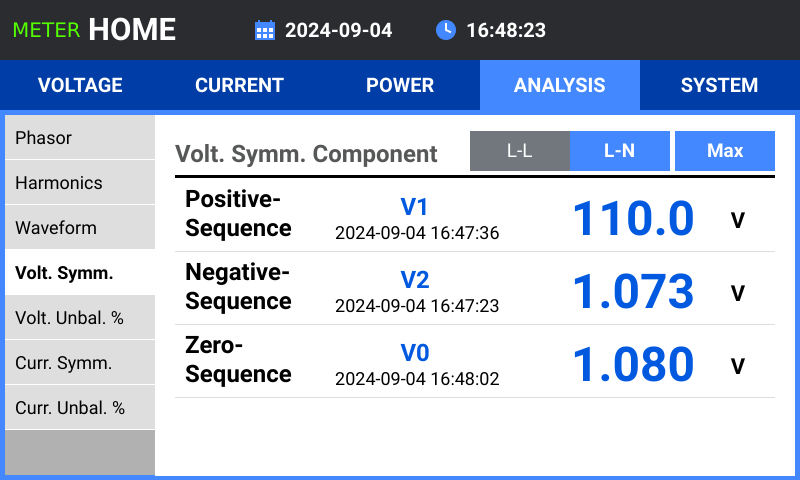 METER HOME 2024-09-04 16:48:23
VOLTAGE CURRENT POWER ANALYSIS SYSTEM
Phasor
Harmonics
Waveform
Volt. Symm.
Volt. Unbal. %
Curr. Symm.
Curr. Unbal. %
Volt. Symm. Component L-L L-N Max
Positive-
Sequence
V1
2024-09-04 16:47:36
110.0 V
Negative-
Sequence
V2
2024-09-04 16:47:23
1.073 V
Zero-
Sequence
V0
2024-09-04 16:48:02
1.080 V